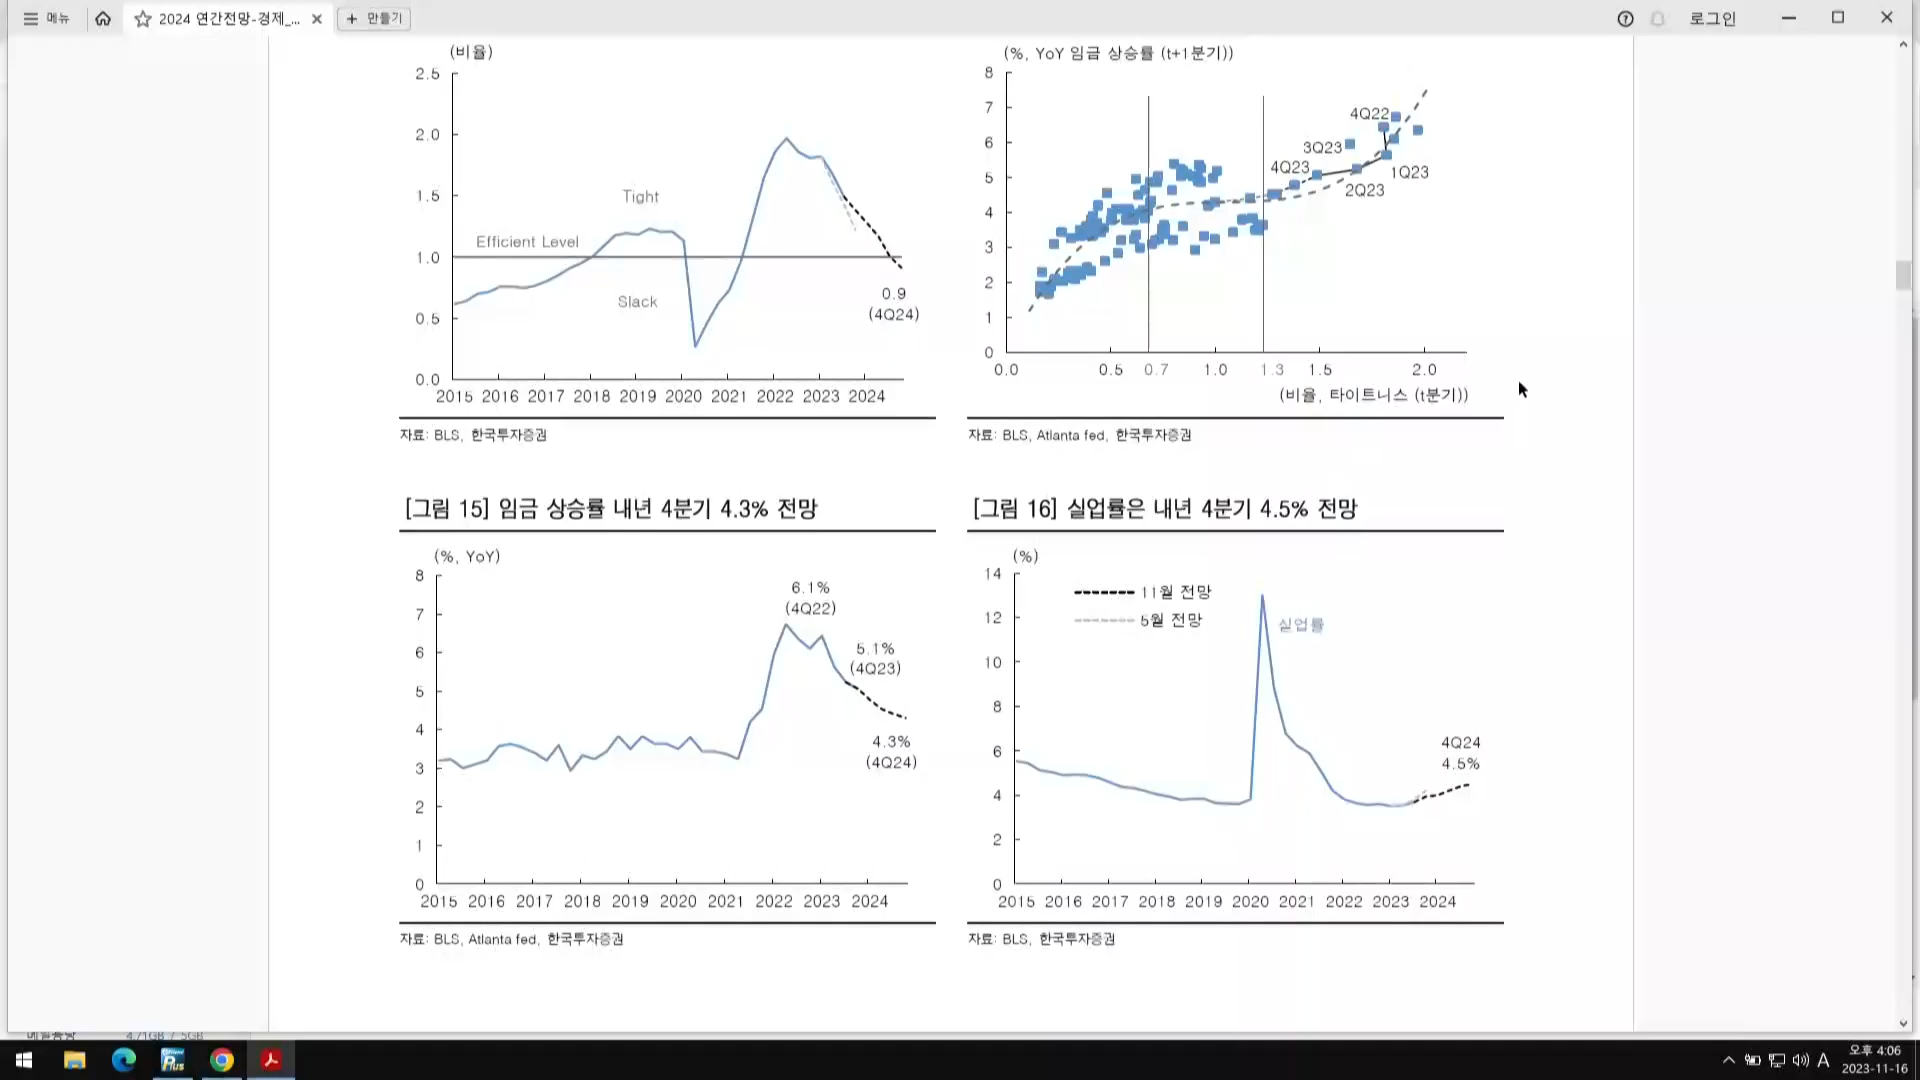 메뉴
2024 연간전망-경제_...
만들기
로그인
(비율)
2.5
2.0
1.5
1.0
0.5
0.0
Tight
Efficient Level
Slack
0.9
(4Q24)
2015 2016 2017 2018 2019 2020 2021 2022 2023 2024
자료: BLS, 한국투자증권
(%, YoY 임금 상승률 (t+1분기))
8
7
6
5
4
3
2
1
0
4Q22
3Q23
4Q23
1Q23
2Q23
0.0 0.5 0.7 1.0 1.3 1.5 2.0
(비율, 타이트니스 (t분기))
자료: BLS, Atlanta fed, 한국투자증권
[그림 15] 임금 상승률 내년 4분기 4.3% 전망
(%, YoY)
8
7
6
5
4
3
2
1
0
6.1%
(4Q22)
5.1%
(4Q23)
4.3%
(4Q24)
2015 2016 2017 2018 2019 2020 2021 2022 2023 2024
자료: BLS, Atlanta fed, 한국투자증권
[그림 16] 실업률은 내년 4분기 4.5% 전망
(%)
14
12
10
8
6
4
2
0
11월 전망
5월 전망
실업률
4Q24
4.5%
2015 2016 2017 2018 2019 2020 2021 2022 2023 2024
자료: BLS, 한국투자증권
Plus
A
오후 4:06
2023-11-16